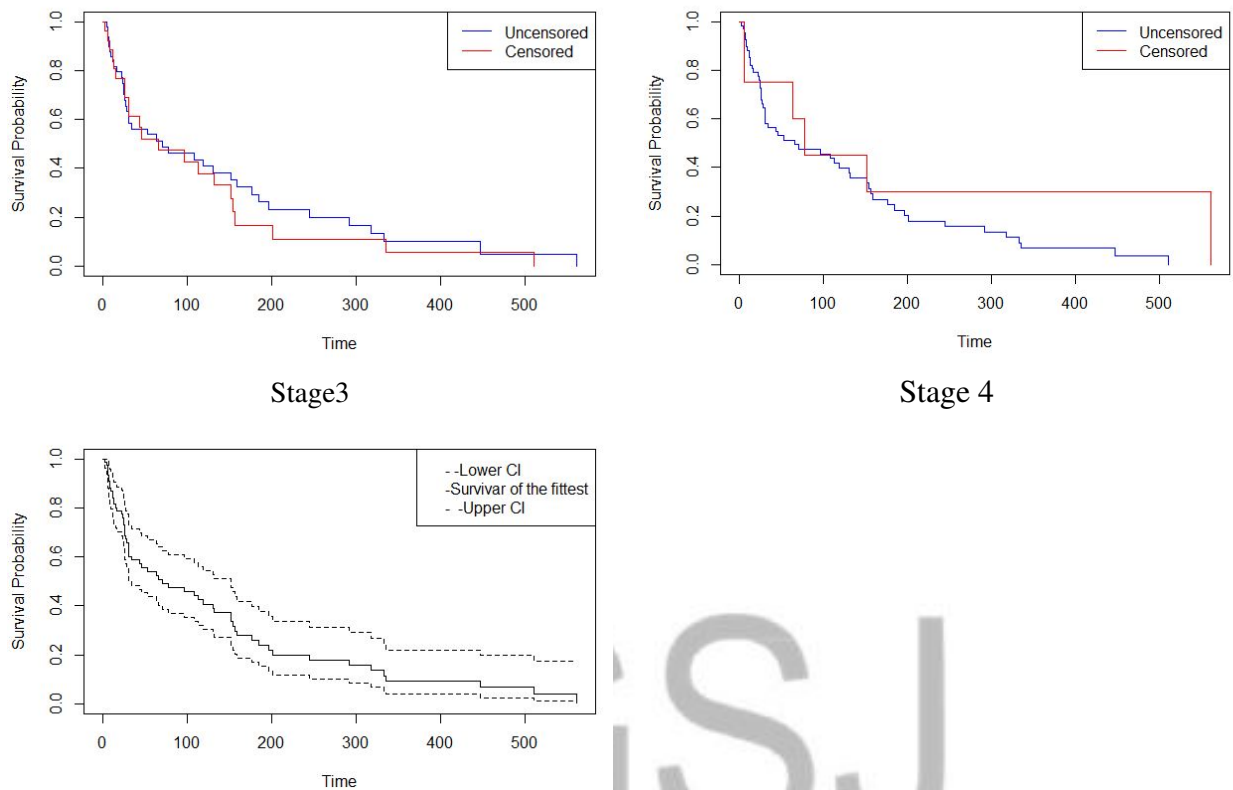 Survival Probability
1.0
0.8
0.6
0.4
0.2
0.0
Uncensored
Censored
0 100 200 300 400 500
Time
Stage3
Survival Probability
1.0
0.8
0.6
0.4
0.2
0.0
Uncensored
Censored
0 100 200 300 400 500
Time
Stage 4
Survival Probability
1.0
0.8
0.6
0.4
0.2
0.0
- -Lower CI
-Survivar of the fittest
- -Upper CI
0 100 200 300 400 500
Time
GSJ